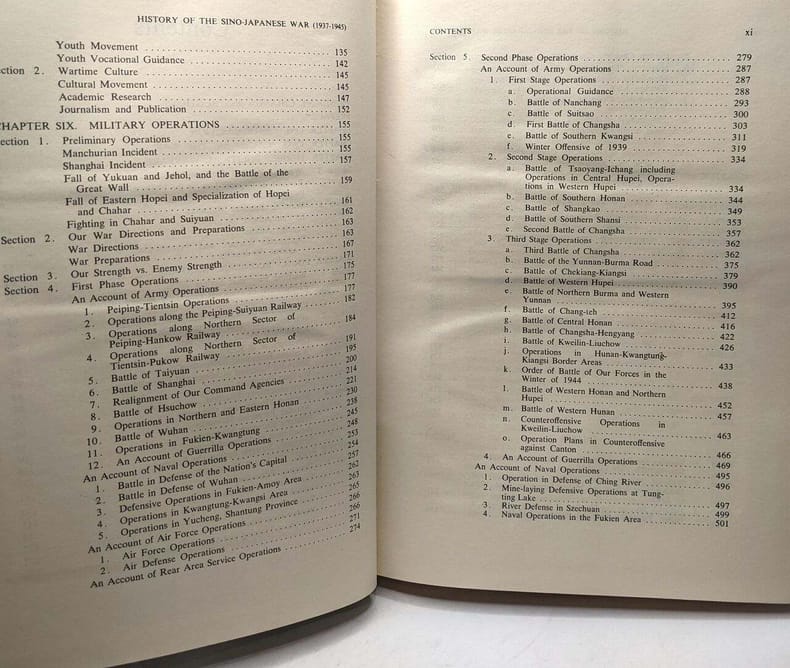 HISTORY OF THE SINO-JAPANESE WAR (1937-1945)
Youth Movement ..... 135
Youth Vocational Guidance ..... 142
ection 2. Wartime Culture ..... 145
Cultural Movement ..... 145
Academic Research ..... 147
Journalism and Publication ..... 152
CHAPTER SIX. MILITARY OPERATIONS ..... 155
Section 1. Preliminary Operations ..... 155
Manchurian Incident ..... 155
Shanghai Incident ..... 157
Fall of Yukuan and Jehol, and the Battle of the
Great Wall ..... 159
Fall of Eastern Hopei and Specialization of Hopei
and Chahar ..... 161
Fighting in Chahar and Suiyuan ..... 162
Section 2. Our War Directions and Preparations ..... 163
War Directions ..... 163
War Preparations ..... 167
Section 3. Our Strength vs. Enemy Strength ..... 171
Section 4. First Phase Operations ..... 175
An Account of Army Operations ..... 177
1. Peiping-Tientsin Operations ..... 177
2. Operations along the Peiping-Suiyuan Railway ..... 182
3. Operations along Northern Sector of
Peiping-Hankow Railway ..... 184
4. Operations along Northern Sector of
Tientsin-Pukow Railway ..... 191
5. Battle of Taiyuan ..... 195
6. Battle of Shanghai ..... 200
7. Realignment of Our Command Agencies ..... 214
8. Battle of Hsuchow ..... 221
9. Operations in Northern and Eastern Honan ..... 230
10. Battle of Wuhan ..... 238
11. Operations in Fukien-Kwangtung ..... 245
12. An Account of Guerrilla Operations ..... 248
An Account of Naval Operations ..... 253
1. Battle in Defense of the Nation's Capital ..... 254
2. Battle in Defense of Wuhan ..... 257
3. Defensive Operations in Fukien-Amoy Area ..... 262
4. Operations in Kwangtung-Kwangsi Area ..... 263
5. Operations in Yucheng, Shantung Province ..... 265
An Account of Air Force Operations ..... 266
1. Air Force Operations ..... 266
2. Air Defense Operations ..... 271
An Account of Rear Area Service Operations ..... 274
CONTENTS xi
Section 5. Second Phase Operations ..... 279
An Account of Army Operations ..... 287
1. First Stage Operations ..... 287
a. Operational Guidance ..... 288
b. Battle of Nanchang ..... 293
c. Battle of Suitsao ..... 300
d. First Battle of Changsha ..... 303
e. Battle of Southern Kwangsi ..... 311
f. Winter Offensive of 1939 ..... 319
2. Second Stage Operations ..... 334
a. Battle of Tsaoyang-Ichang including
Operations in Central Hupei, Opera-
tions in Western Hupei ..... 334
b. Battle of Southern Honan ..... 344
c. Battle of Shangkao ..... 349
d. Battle of Southern Shansi ..... 353
e. Second Battle of Changsha ..... 357
3. Third Stage Operations ..... 362
a. Third Battle of Changsha ..... 362
b. Battle of the Yunnan-Burma Road ..... 375
c. Battle of Chekiang-Kiangsi ..... 379
d. Battle of Western Hupei ..... 390
e. Battle of Northern Burma and Western
Yunnan ..... 395
f. Battle of Chang-teh ..... 412
g. Battle of Central Honan ..... 416
h. Battle of Changsha-Hengyang ..... 422
i. Battle of Kweilin-Liuchow ..... 426
j. Operations in Hunan-Kwangtung-
Kiangsi Border Areas ..... 433
k. Order of Battle of Our Forces in the
Winter of 1944 ..... 438
l. Battle of Western Honan and Northern
Hupei ..... 452
m. Battle of Western Hunan ..... 457
n. Counteroffensive Operations in
Kweilin-Liuchow ..... 463
o. Operation Plans in Counteroffensive
against Canton ..... 466
4. An Account of Guerrilla Operations ..... 469
An Account of Naval Operations ..... 495
1. Operation in Defense of Ching River ..... 496
2. Mine-laying Defensive Operations at Tung-
ting Lake ..... 497
3. River Defense in Szechuan ..... 499
4. Naval Operations in the Fukien Area ..... 501